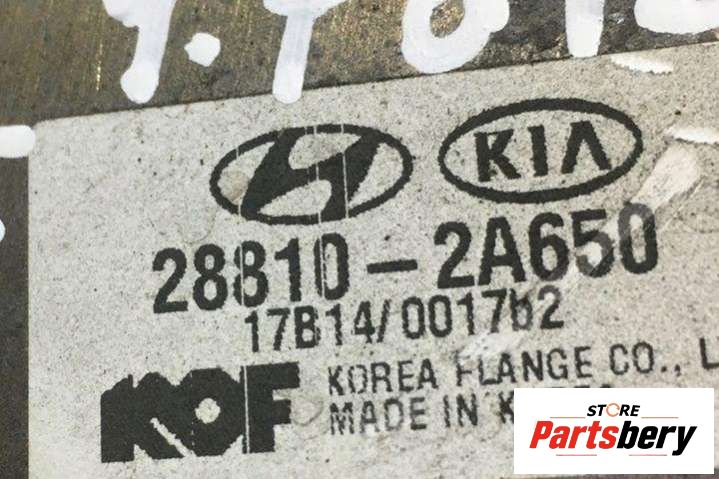 KIA
28810-2A650
17B14/001762
KOF KOREA FLANGE CO.,
MADE IN
STORE
Partsbery